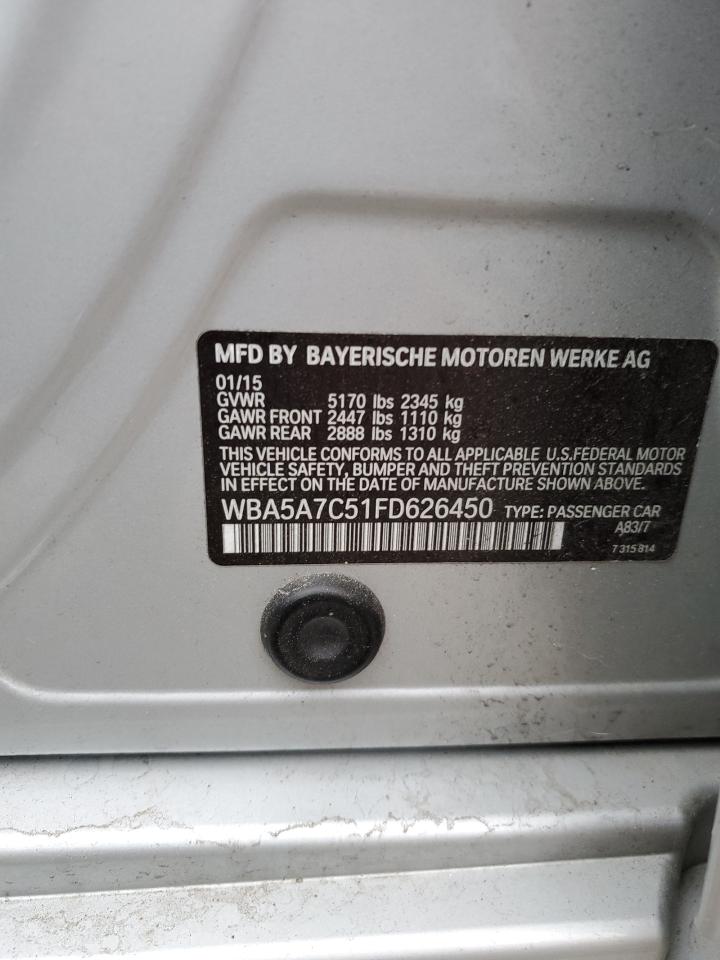 MFD BY BAYERISCHE MOTOREN WERKE AG
01/15
GVWR 5170 lbs 2345 kg
GAWR FRONT 2447 lbs 1110 kg
GAWR REAR 2888 lbs 1310 kg
THIS VEHICLE CONFORMS TO ALL APPLICABLE U.S.FEDERAL MOTOR
VEHICLE SAFETY, BUMPER AND THEFT PREVENTION STANDARDS
IN EFFECT ON THE DATE OF MANUFACTURE SHOWN ABOVE.
WBA5A7C51FD626450 TYPE: PASSENGER CAR
A83/7
7 315 814